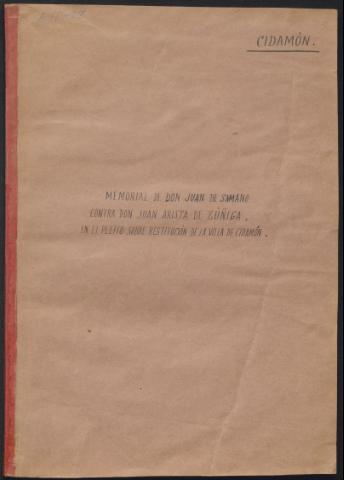 CIDAMÓN.
MEMORIAL DE DON JUAN DE SAMANO
CONTRA DON JUAN ARISTA DE ZÚÑIGA,
EN EL PLEITO SOBRE RESTITUCIÓN DE LA VILLA DE CIDAMÓN.